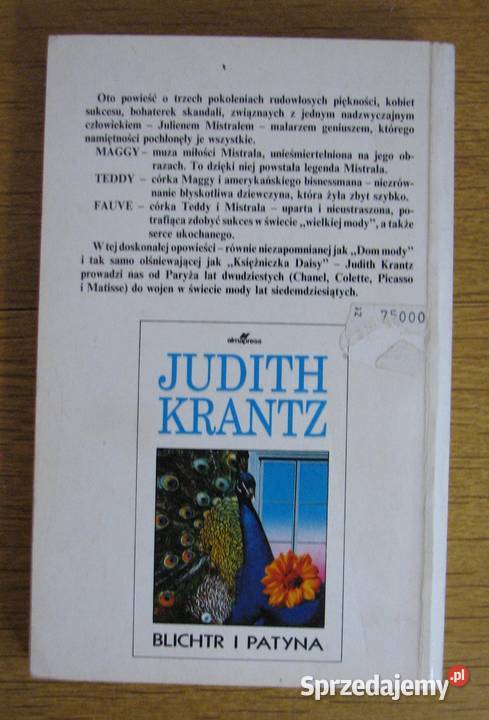 Oto powieść o trzech pokoleniach rudowłosych piękności, kobiet
sukcesu, bohaterek skandali, związnaych z jednym nadzwyczajnym
człowiekiem – Julienem Mistralem – malarzem geniuszem, którego
namiętności pochłonęły je wszystkie.
MAGGY – muza miłości Mistrala, unieśmiertelniona na jego ob-
razach. To dzięki niej powstała legenda Mistrala.
TEDDY – córka Maggy i amerykańskiego bisnessmana – niezrów-
nanie błyskotliwa dziewczyna, która żyła zbyt szybko.
FAUVE – córka Teddy i Mistrala – uparta i nieustraszona, po-
trafiąca zdobyć sukces w świecie „wielkiej mody", a także
serce ukochanego.
W tej doskonałej opowieści – równie niezapomnianej jak „Dom mody"
i tak samo olśniewającej jak „Księżniczka Daisy" – Judith Krantz
prowadzi nas od Paryża lat dwudziestych (Chanel, Colette, Picasso
i Matisse) do wojen w świecie mody lat siedemdziesiątych.
75000
almapress
JUDITH
KRANTZ
BLICHTR I PATYNA
Sprzedajemy.pl